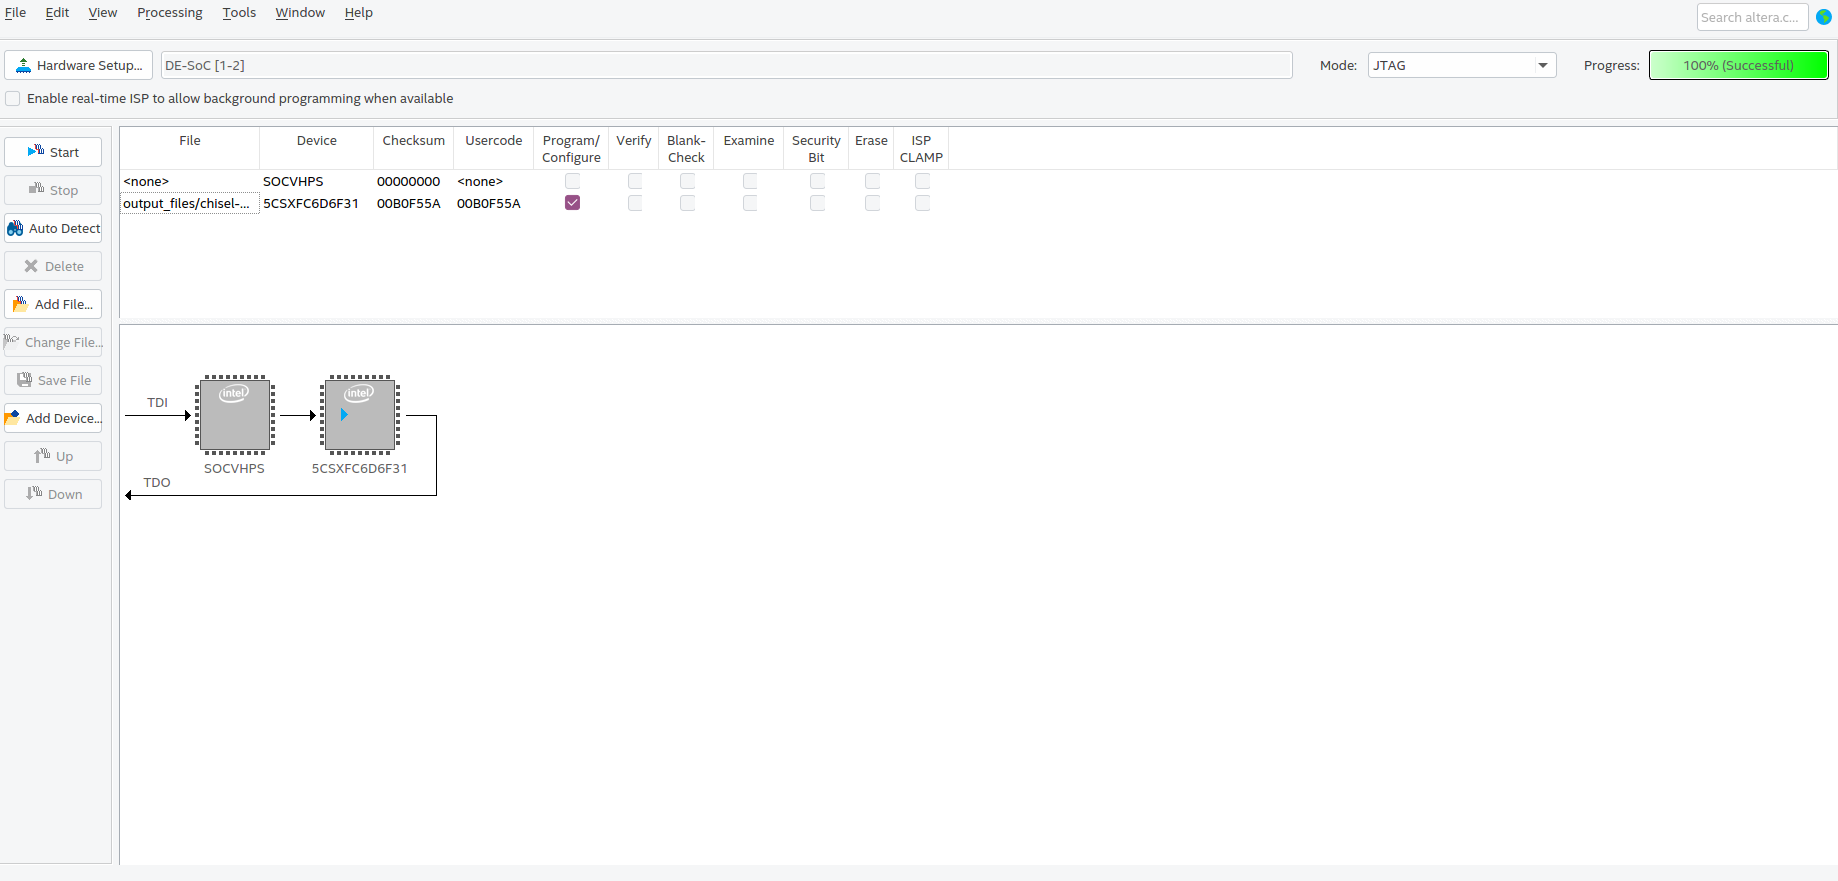 File Edit View Processing Tools Window Help
Search altera.c...
Hardware Setup... DE-SoC [1-2] Mode: JTAG Progress: 100% (Successful)
Enable real-time ISP to allow background programming when available
Start
Stop
Auto Detect
Delete
Add File...
Change File...
Save File
Add Device...
Up
Down
File Device Checksum Usercode Program/ Configure Verify Blank- Check Examine Security Bit Erase ISP CLAMP
<none> SOCVHPS 00000000 <none>
output_files/chisel-... 5CSXFC6D6F31 00B0F55A 00B0F55A
TDI
intel intel
SOCVHPS 5CSXFC6D6F31
TDO